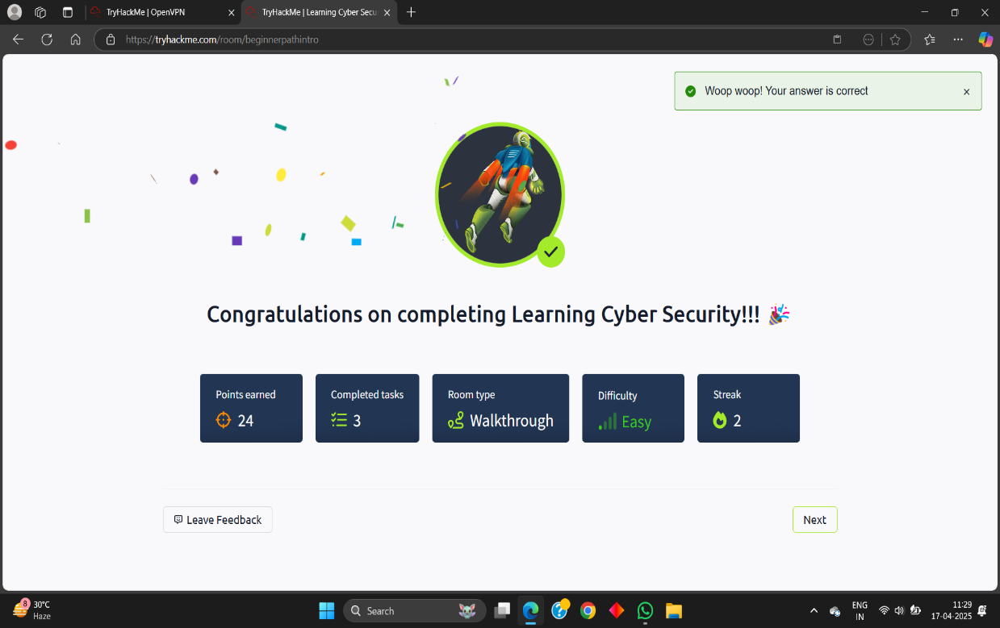 TryHackMe | OpenVPN
TryHackMe | Learning Cyber Secu
https://tryhackme.com/room/beginnerpathintro
Woop woop! Your answer is correct
Congratulations on completing Learning Cyber Security!!! 🎉
Points earned
24
Completed tasks
3
Room type
Walkthrough
Difficulty
Easy
Streak
2
Leave Feedback
Next
8
30°C
Haze
Search
ENG
IN
11:29
17-04-2025